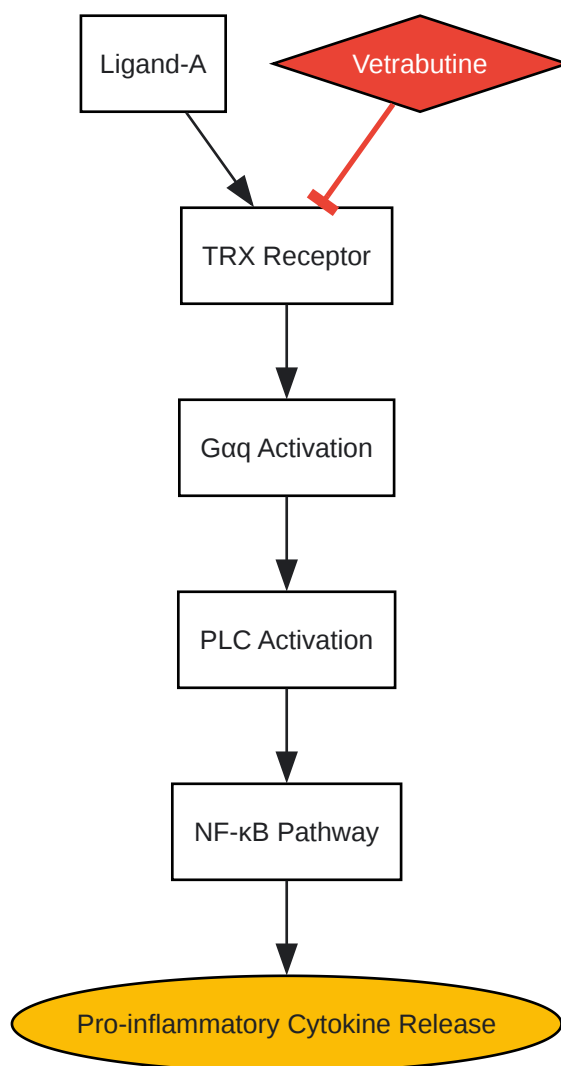 Ligand-A
Vetrabutine
TRX Receptor
Gαq Activation
PLC Activation
NF-κB Pathway
Pro-inflammatory Cytokine Release